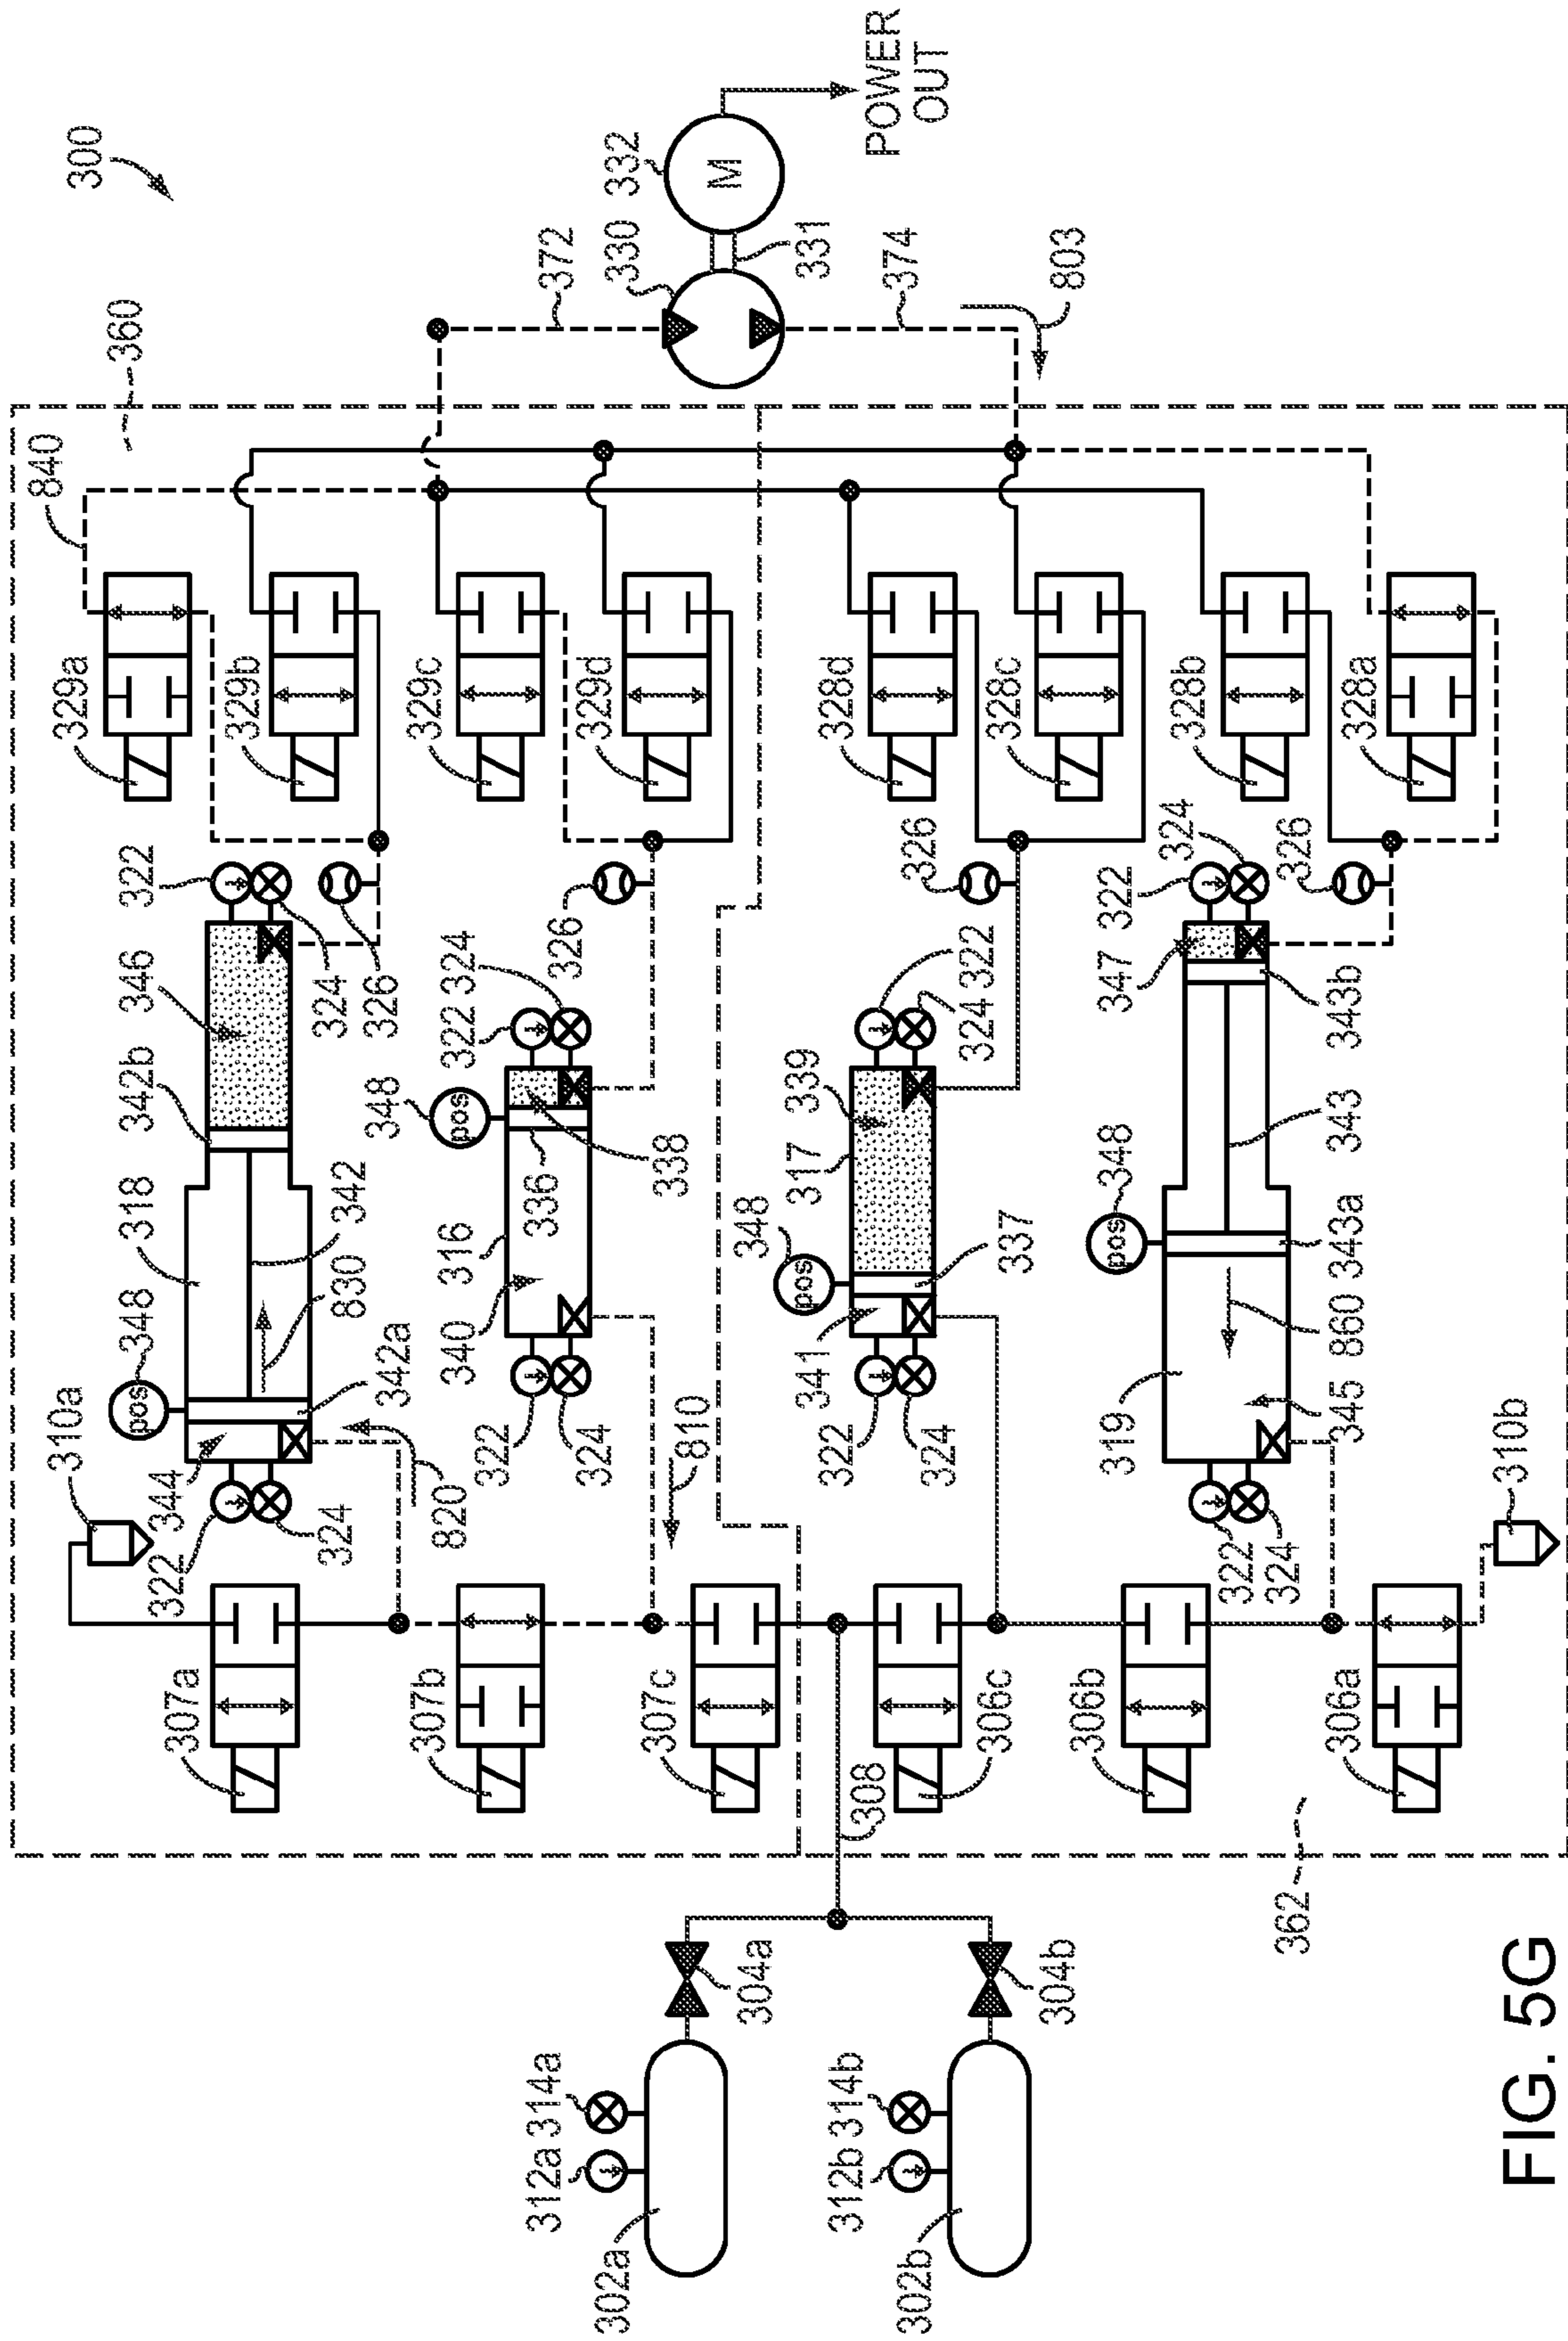 300
360
840
372
330
332
M
331
374
803
POWER
OUT
329a
329b
329c
329d
328d
328c
328b
328a
322
346
324
326
342b
318
342
830
348
pos
342a
310a
344
322
324
820
322
324
326
348
pos
338
336
316
340
322
324
810
326
322
324
339
317
348
pos
337
341
322
324
322
324
326
347
343b
343
348
pos
343a
860
319
345
322
324
310b
307a
307b
307c
306c
306b
306a
308
362
304a
304b
312a
314a
302a
312b
314b
302b
FIG. 5G